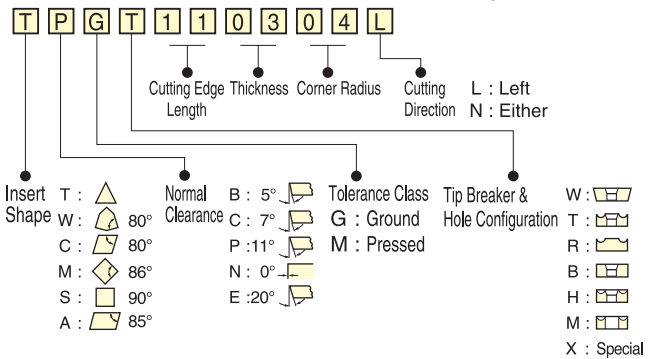 T P G T 1 1 0 3 0 4 L
Cutting Edge Length
Thickness
Corner Radius
Cutting Direction
L : Left
N : Either
Insert Shape
T :
W : 80°
C : 80°
M : 86°
S : 90°
A : 85°
Normal Clearance
B : 5°
C : 7°
P :11°
N : 0°
E :20°
Tolerance Class
G : Ground
M : Pressed
Tip Breaker &
Hole Configuration
W :
T :
R :
B :
H :
M :
X : Special